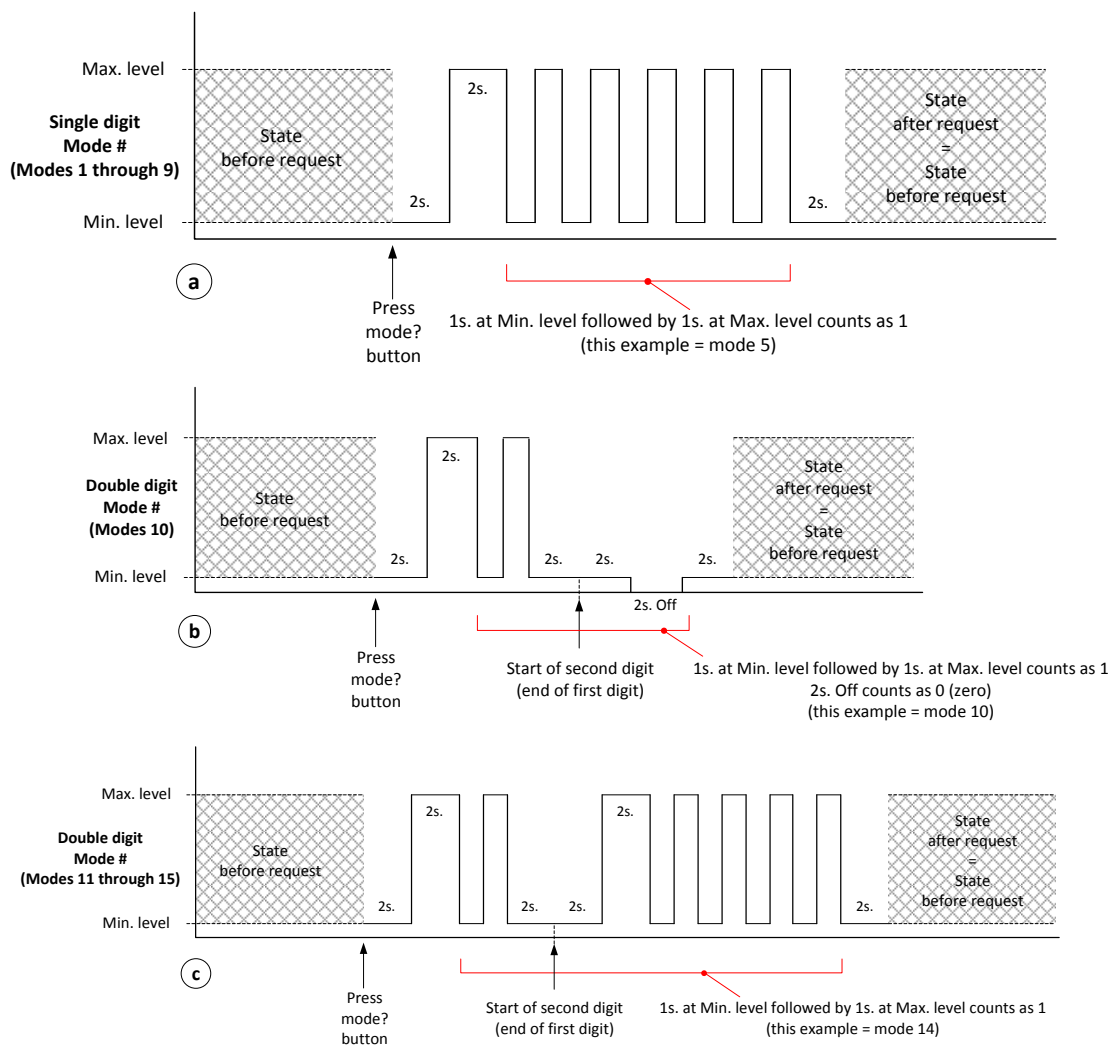 Max. level
2s.
Single digit
Mode #
(Modes 1 through 9)
State
before request
State
after request
=
State
before request
2s.
2s.
Min. level
a
Press
mode?
button
1s. at Min. level followed by 1s. at Max. level counts as 1
(this example = mode 5)
Max. level
2s.
Double digit
Mode #
(Modes 10)
State
before request
State
after request
=
State
before request
2s.
2s.
2s.
2s.
Min. level
2s. Off
b
Press
mode?
button
Start of second digit
(end of first digit)
1s. at Min. level followed by 1s. at Max. level counts as 1
2s. Off counts as 0 (zero)
(this example = mode 10)
Max. level
2s.
2s.
Double digit
Mode #
(Modes 11 through 15)
State
before request
State
after request
=
State
before request
2s.
2s.
2s.
2s.
Min. level
c
Press
mode?
button
Start of second digit
(end of first digit)
1s. at Min. level followed by 1s. at Max. level counts as 1
(this example = mode 14)